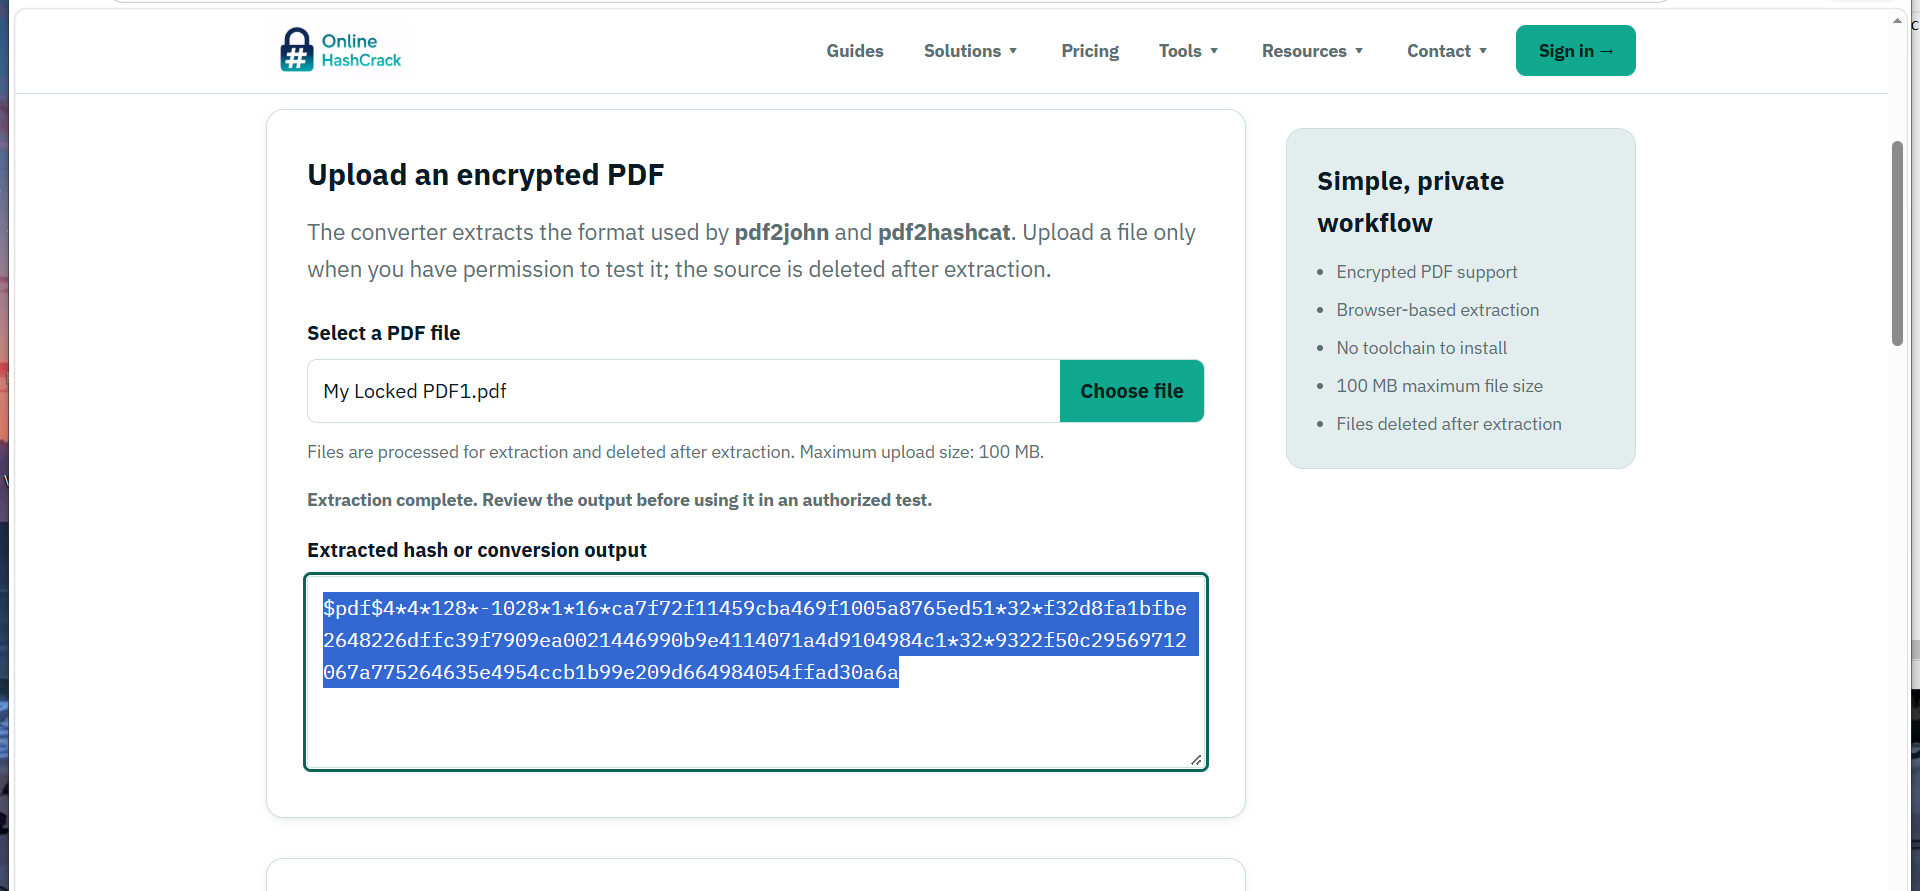 Online
HashCrack
Guides
Solutions
Pricing
Tools
Resources
Contact
Sign in →
Upload an encrypted PDF
The converter extracts the format used by pdf2john and pdf2hashcat. Upload a file only
when you have permission to test it; the source is deleted after extraction.
Select a PDF file
My Locked PDF1.pdf
Choose file
Files are processed for extraction and deleted after extraction. Maximum upload size: 100 MB.
Extraction complete. Review the output before using it in an authorized test.
Extracted hash or conversion output
$pdf$4*4*128*-1028*1*16*ca7f72f11459cba469f1005a8765ed51*32*f32d8fa1bfbe
2648226dffc39f7909ea0021446990b9e4114071a4d9104984c1*32*9322f50c29569712
067a775264635e4954ccb1b99e209d664984054ffad30a6a
Simple, private
workflow
• Encrypted PDF support
• Browser-based extraction
• No toolchain to install
• 100 MB maximum file size
• Files deleted after extraction